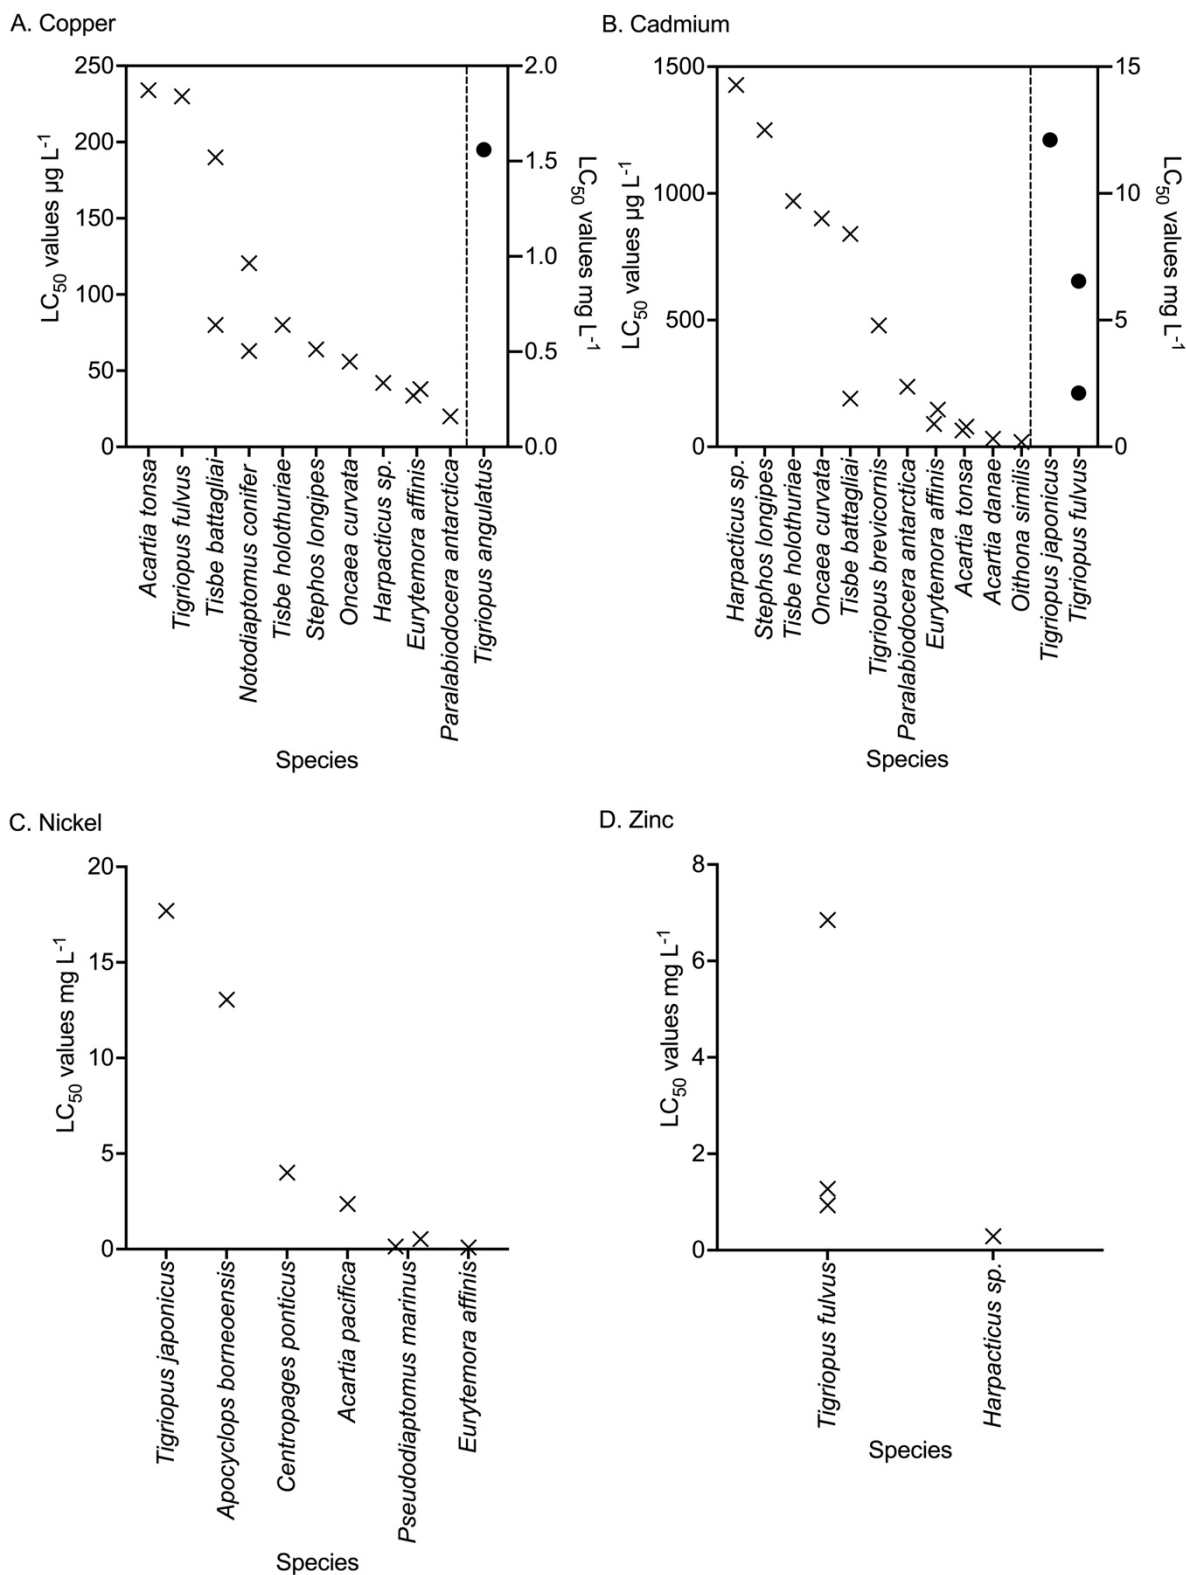 A. Copper
250
200
150
100
50
0
LC50 values µg L-1
2.0
1.5
1.0
0.5
0.0
LC50 values mg L-1
Acartia tonsa
Tigriopus fulvus
Tisbe battagliai
Notodiaptomus conifer
Tisbe holothuriae
Stephos longipes
Oncaea curvata
Harpacticus sp.
Eurytemora affinis
Paralabiodocera antarctica
Tigriopus angulatus
Species
B. Cadmium
1500
1000
500
0
LC50 values µg L-1
15
10
5
0
LC50 values mg L-1
Harpacticus sp.
Stephos longipes
Tisbe holothuriae
Oncaea curvata
Tisbe battagliai
Tigriopus brevicornis
Paralabiodocera antarctica
Eurytemora affinis
Acartia tonsa
Acartia danae
Oithona similis
Tigriopus japonicus
Tigriopus fulvus
Species
C. Nickel
20
15
10
5
0
LC50 values mg L-1
Tigriopus japonicus
Apocyclops borneoensis
Centropages ponticus
Acartia pacifica
Pseudodiaptomus marinus
Eurytemora affinis
Species
D. Zinc
8
6
4
2
0
LC50 values mg L-1
Tigriopus fulvus
Harpacticus sp.
Species